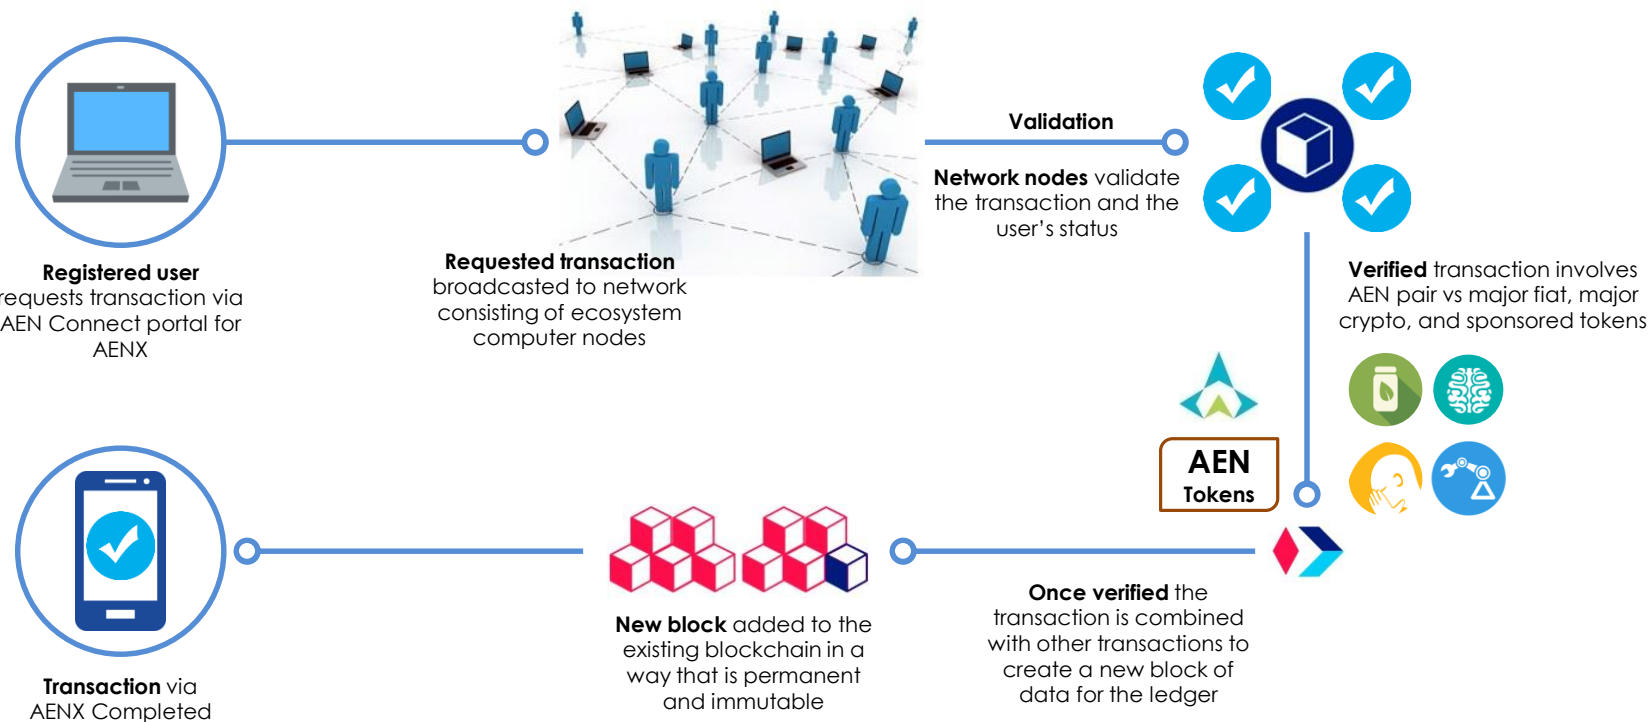 Registered user
requests transaction via
AEN Connect portal for
AENX
Requested transaction
broadcasted to network
consisting of ecosystem
computer nodes
Validation
Network nodes validate
the transaction and the
user's status
Verified transaction involves
AEN pair vs major fiat, major
crypto, and sponsored tokens
AEN
Tokens
Once verified the
transaction is combined
with other transactions to
create a new block of
data for the ledger
New block added to the
existing blockchain in a
way that is permanent
and immutable
Transaction via
AENX Completed